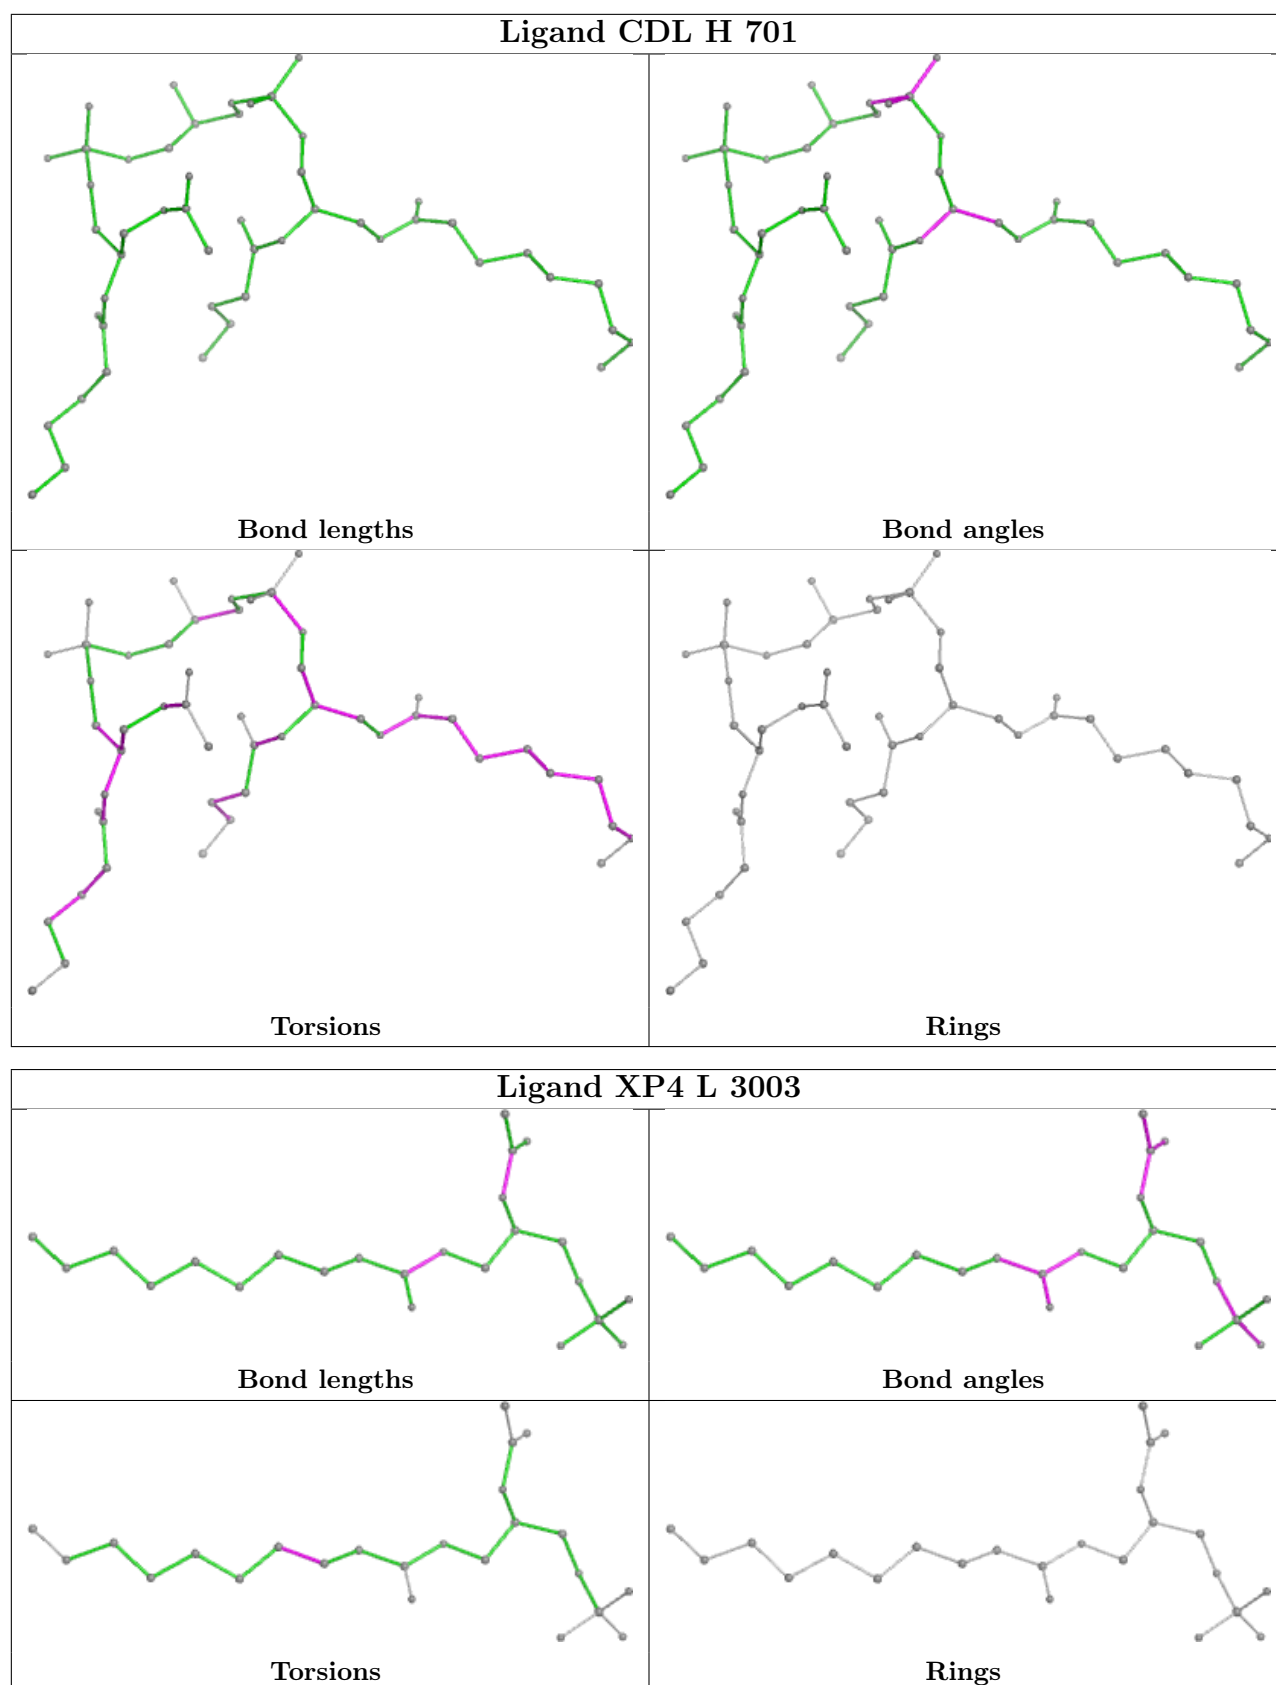 Ligand CDL H 701
Bond lengths
Bond angles
Torsions
Rings
Ligand XP4 L 3003
Bond lengths
Bond angles
Torsions
Rings